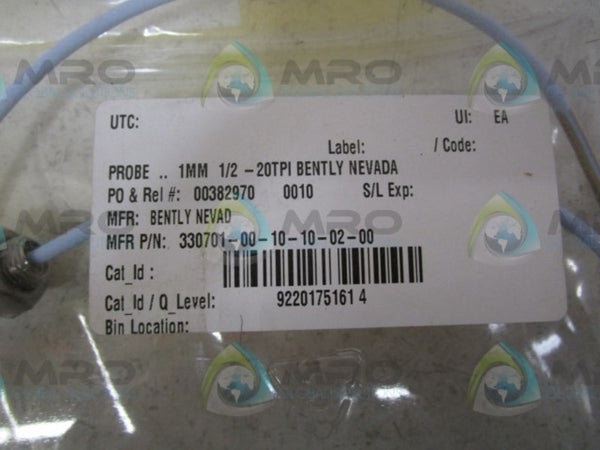 UTC: UI: EA
Label: / Code:
PROBE .. 1MM 1/2 -20TPI BENTLY NEVADA
PO & Rel #: 00382970 0010 S/L Exp:
MFR: BENTLY NEVAD
MFR P/N: 330701-00-10-10-02-00
Cat_Id :
Cat_Id / Q_Level: 9220175161 4
Bin Location:
MRO
MRO
MRO
MRO
MRO
MRO
MRO